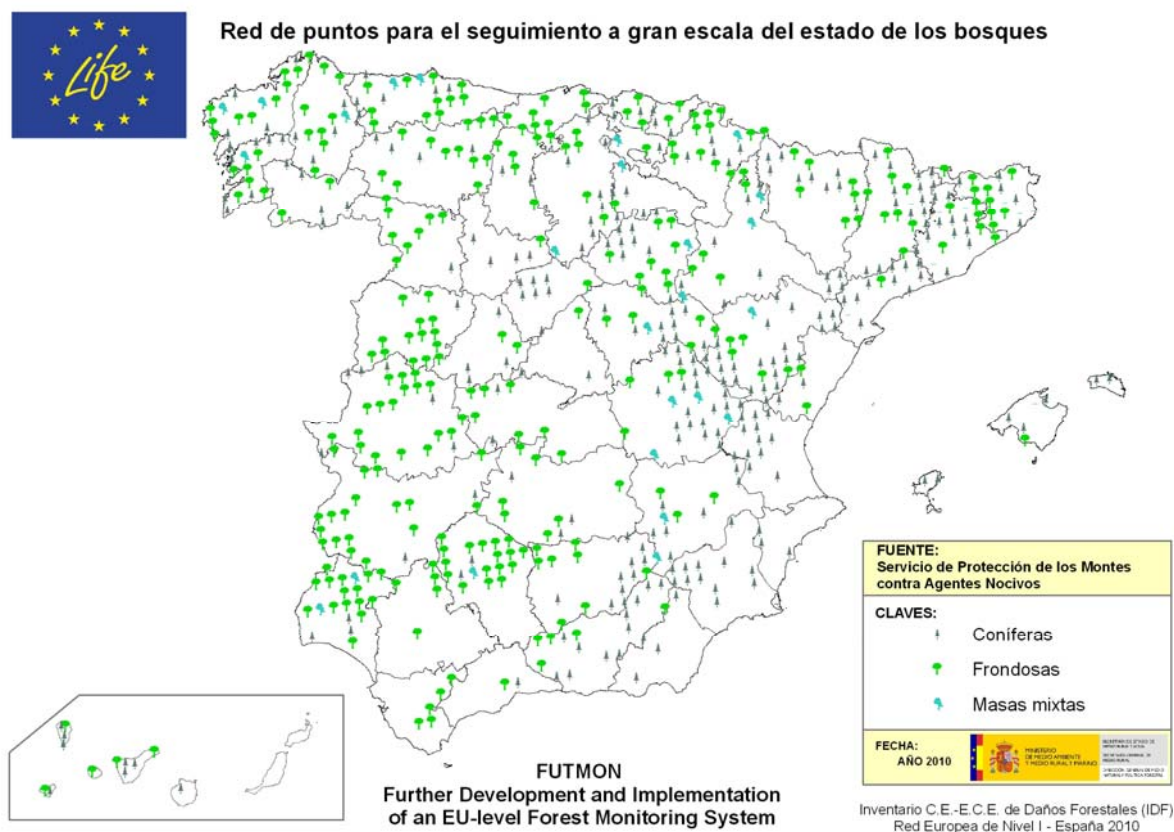 Life
Red de puntos para el seguimiento a gran escala del estado de los bosques
FUENTE:
Servicio de Protección de los Montes
contra Agentes Nocivos
CLAVES:
Coníferas
Frondosas
Masas mixtas
FECHA:
AÑO 2010
MINISTERIO
DE MEDIO AMBIENTE
Y MEDIO RURAL Y MARINO
FUTMON
Further Development and Implementation
of an EU-level Forest Monitoring System
Inventario C.E.-E.C.E. de Daños Forestales (IDF)
Red Europea de Nivel I - España 2010